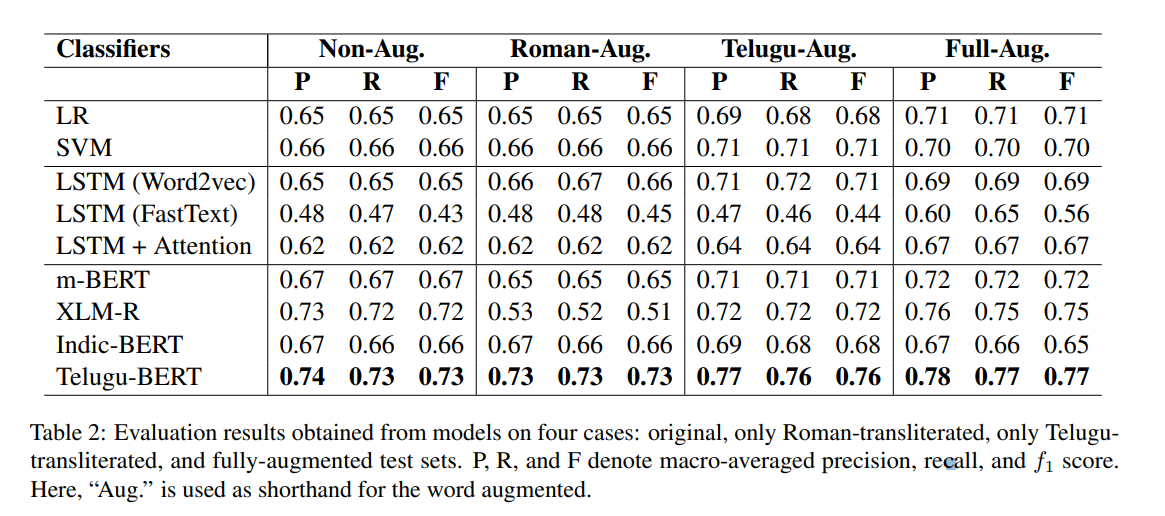 Classifiers Non-Aug. Roman-Aug. Telugu-Aug. Full-Aug.
P R F P R F P R F P R F
LR 0.65 0.65 0.65 0.65 0.65 0.65 0.69 0.68 0.68 0.71 0.71 0.71
SVM 0.66 0.66 0.66 0.66 0.66 0.66 0.71 0.71 0.71 0.70 0.70 0.70
LSTM (Word2vec) 0.65 0.65 0.65 0.66 0.67 0.66 0.71 0.72 0.71 0.69 0.69 0.69
LSTM (FastText) 0.48 0.47 0.43 0.48 0.48 0.45 0.47 0.46 0.44 0.60 0.65 0.56
LSTM + Attention 0.62 0.62 0.62 0.62 0.62 0.62 0.64 0.64 0.64 0.67 0.67 0.67
m-BERT 0.67 0.67 0.67 0.65 0.65 0.65 0.71 0.71 0.71 0.72 0.72 0.72
XLM-R 0.73 0.72 0.72 0.53 0.52 0.51 0.72 0.72 0.72 0.76 0.75 0.75
Indic-BERT 0.67 0.66 0.66 0.67 0.66 0.66 0.69 0.68 0.68 0.67 0.66 0.65
Telugu-BERT 0.74 0.73 0.73 0.73 0.73 0.73 0.77 0.76 0.76 0.78 0.77 0.77
Table 2: Evaluation results obtained from models on four cases: original, only Roman-transliterated, only Telugu-
transliterated, and fully-augmented test sets. P, R, and F denote macro-averaged precision, recall, and f1 score.
Here, “Aug.” is used as shorthand for the word augmented.